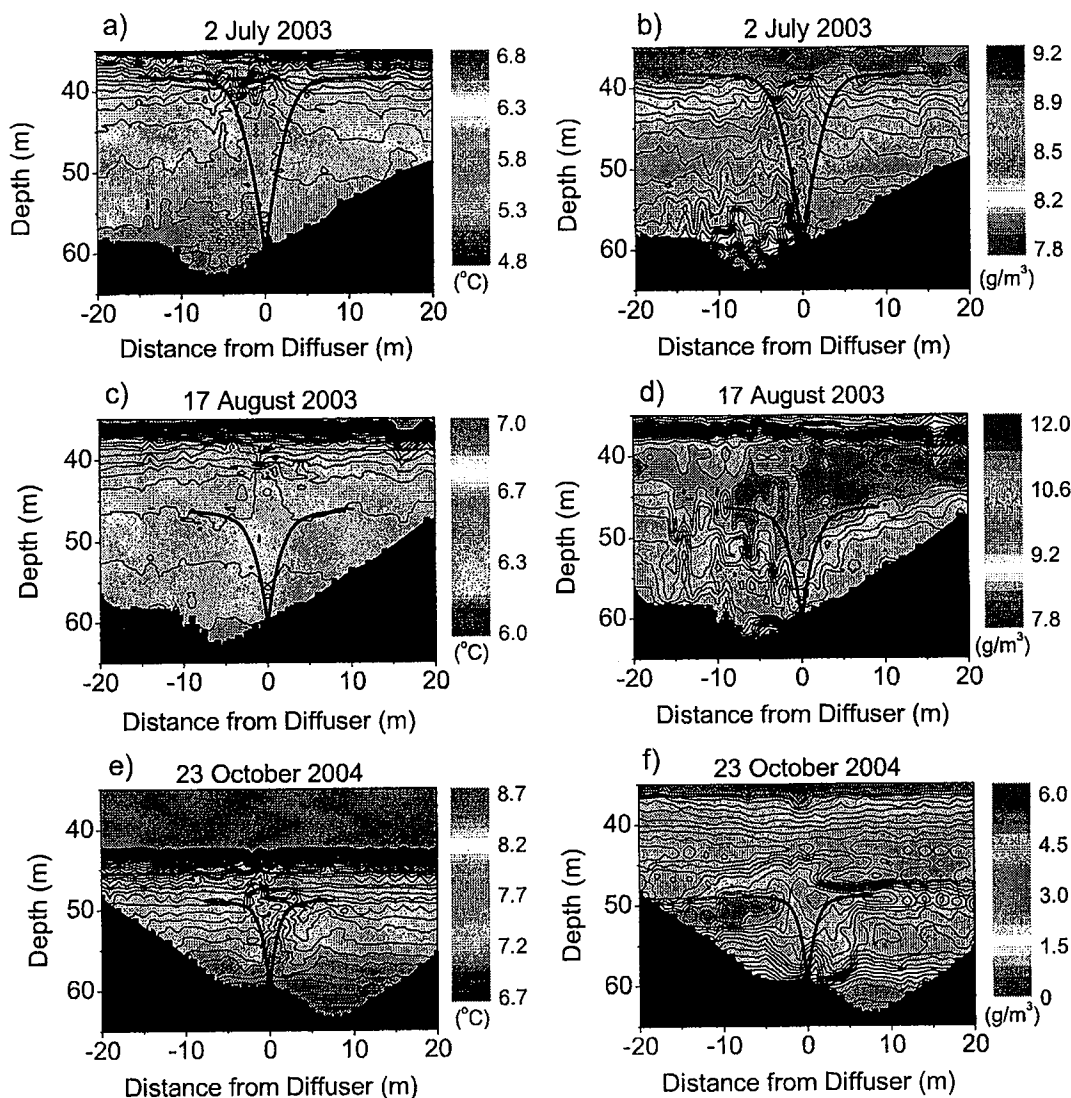 a)
2 July 2003
6.8
6.3
5.8
5.3
4.8
(°C)
Depth (m)
40
50
60
-20 -10 0 10 20
Distance from Diffuser (m)
b)
2 July 2003
9.2
8.9
8.5
8.2
7.8
(g/m³)
Depth (m)
40
50
60
-20 -10 0 10 20
Distance from Diffuser (m)
c)
17 August 2003
7.0
6.7
6.3
6.0
(°C)
Depth (m)
40
50
60
-20 -10 0 10 20
Distance from Diffuser (m)
d)
17 August 2003
12.0
10.6
9.2
7.8
(g/m³)
Depth (m)
40
50
60
-20 -10 0 10 20
Distance from Diffuser (m)
e)
23 October 2004
8.7
8.2
7.7
7.2
6.7
(°C)
Depth (m)
40
50
60
-20 -10 0 10 20
Distance from Diffuser (m)
f)
23 October 2004
6.0
4.5
3.0
1.5
0
(g/m³)
Depth (m)
40
50
60
-20 -10 0 10 20
Distance from Diffuser (m)